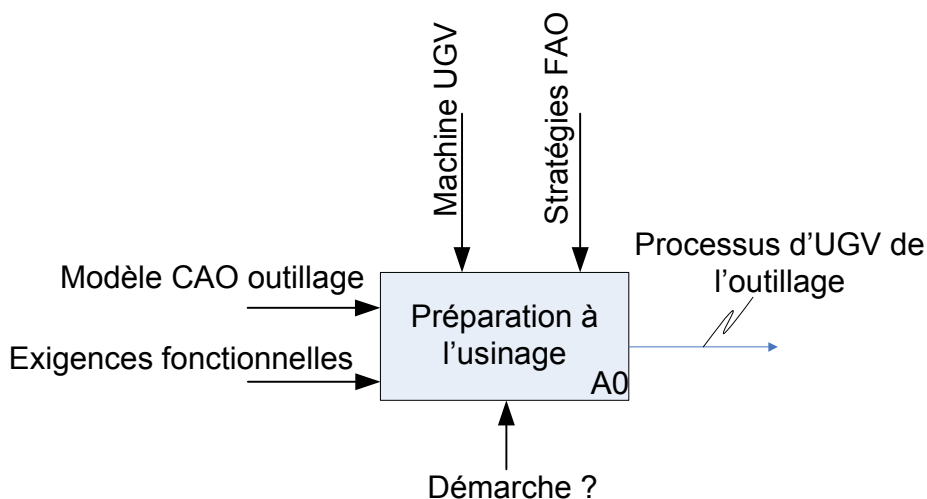 Machine UGV
Stratégies FAO
Processus d’UGV de
l’outillage
Modèle CAO outillage
Préparation à
l’usinage
Exigences fonctionnelles
A0
Démarche ?